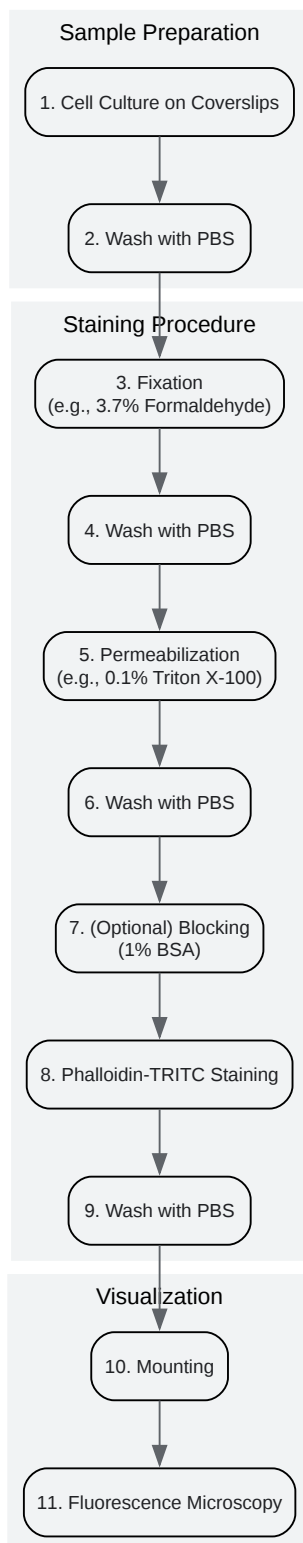 Sample Preparation
1. Cell Culture on Coverslips
2. Wash with PBS
Staining Procedure
3. Fixation
(e.g., 3.7% Formaldehyde)
4. Wash with PBS
5. Permeabilization
(e.g., 0.1% Triton X-100)
6. Wash with PBS
7. (Optional) Blocking
(1% BSA)
8. Phalloidin-TRITC Staining
9. Wash with PBS
Visualization
10. Mounting
11. Fluorescence Microscopy